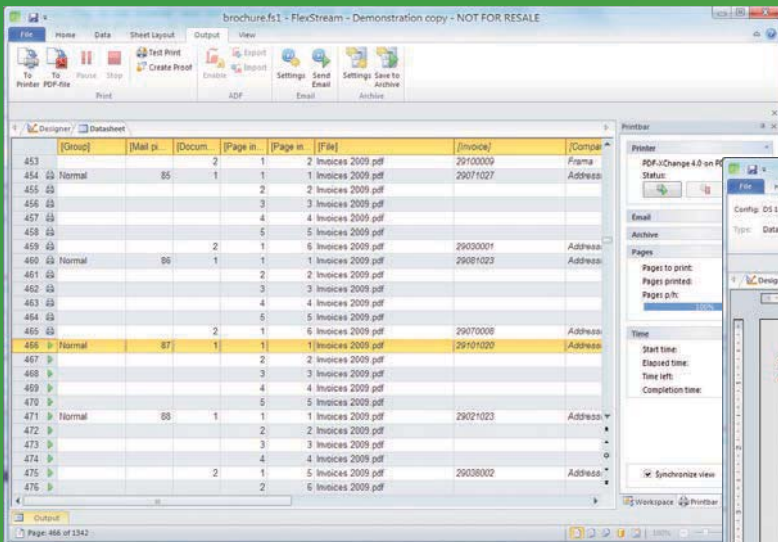 brochure.fs1 - FlexStream - Demonstration copy - NOT FOR RESALE
File Home Data Sheet Layout Output View
To Printer To PDF-file Pause Stop Test Print Create Proof Enable Export Import Settings Send Email Settings Save to Archive
Print ADF Email Archive
Designer Datasheet
[Group] [Mail pi... [Docum... [Page in... [Page in... [File] [Invoice] [Compa
453 2 1 2 Invoices 2009.pdf 29100009 Frama
454 Normal 85 1 1 1 Invoices 2009.pdf 29071027 Address
455 2 2 Invoices 2009.pdf
456 3 3 Invoices 2009.pdf
457 4 4 Invoices 2009.pdf
458 5 5 Invoices 2009.pdf
459 2 1 6 Invoices 2009.pdf 29030001 Address
460 Normal 86 1 1 1 Invoices 2009.pdf 29081023 Address
461 2 2 Invoices 2009.pdf
462 3 3 Invoices 2009.pdf
463 4 4 Invoices 2009.pdf
464 5 5 Invoices 2009.pdf
465 2 1 6 Invoices 2009.pdf 29070008 Address
466 Normal 87 1 1 1 Invoices 2009.pdf 29101020 Address
467 2 2 Invoices 2009.pdf
468 3 3 Invoices 2009.pdf
469 4 4 Invoices 2009.pdf
470 5 5 Invoices 2009.pdf
471 Normal 88 1 1 1 Invoices 2009.pdf 29021023 Address
472 2 2 Invoices 2009.pdf
473 3 3 Invoices 2009.pdf
474 4 4 Invoices 2009.pdf
475 2 1 5 Invoices 2009.pdf 29038002 Address
476 2 6 Invoices 2009.pdf
Output
Page: 466 of 1342
100%
Printbar
Printer
PDF-XChange 4.0 on PD
Status:
Email
Archive
Pages
Pages to print:
Pages printed:
Pages p/h:
100%
Time
Start time:
Elapsed time:
Time left:
Completion time:
Synchronize view
Workspace Printbar
File
Config: DS 1
Type: Data
Desig